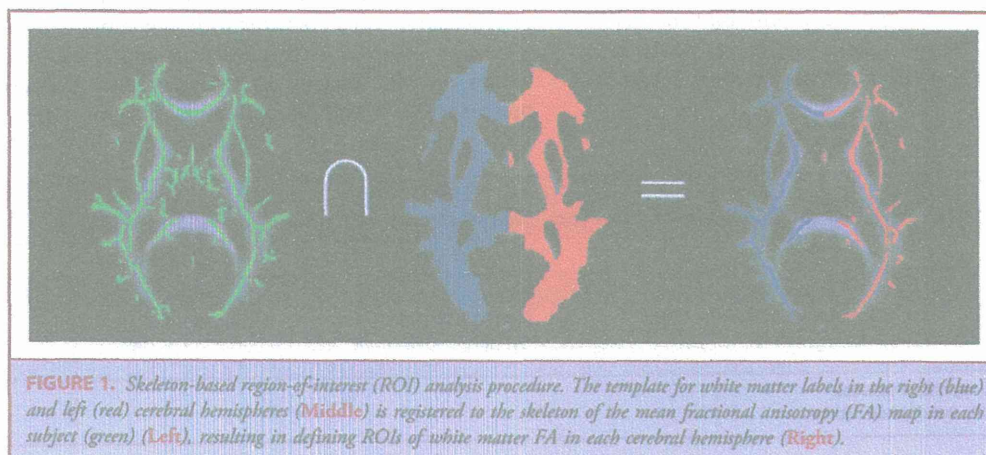 FIGURE 1. Skeleton-based region-of-interest (ROI) analysis procedure. The template for white matter labels in the right (blue)
and left (red) cerebral hemispheres (Middle) is registered to the skeleton of the mean fractional anisotropy (FA) map in each
subject (green) (Left), resulting in defining ROIs of white matter FA in each cerebral hemisphere (Right).